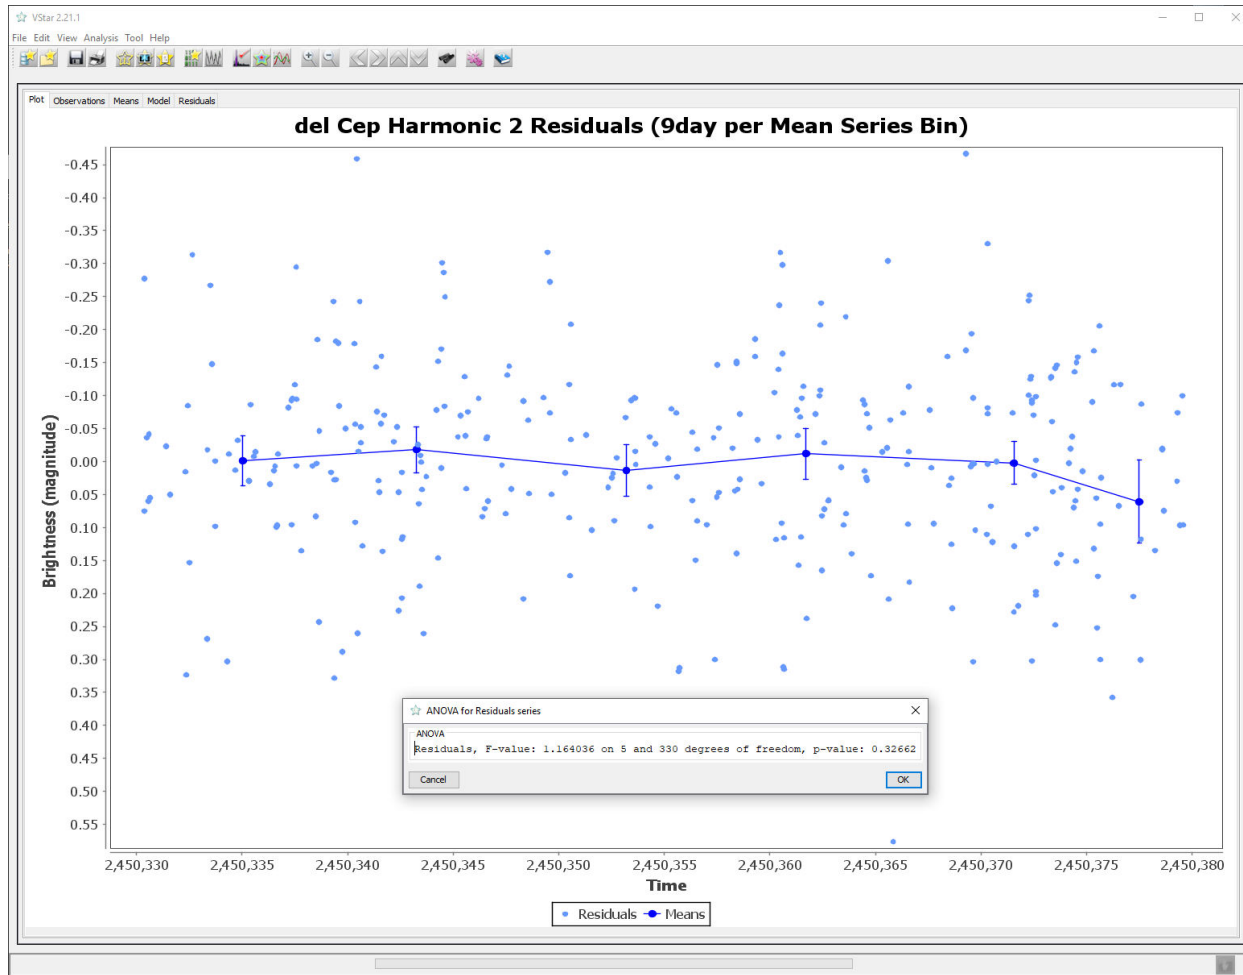 VStar 2.21.1
File Edit View Analysis Tool Help
Plot Observations Means Model Residuals
del Cep Harmonic 2 Residuals (9day per Mean Series Bin)
-0.45
-0.40
-0.35
-0.30
-0.25
-0.20
-0.15
-0.10
-0.05
0.00
0.05
0.10
0.15
0.20
0.25
0.30
0.35
0.40
0.45
0.50
0.55
Brightness (magnitude)
ANOVA for Residuals series
ANOVA
Residuals, F-value: 1.164036 on 5 and 330 degrees of freedom, p-value: 0.32662
Cancel OK
2,450,330 2,450,335 2,450,340 2,450,345 2,450,350 2,450,355 2,450,360 2,450,365 2,450,370 2,450,375 2,450,380
Time
Residuals Means